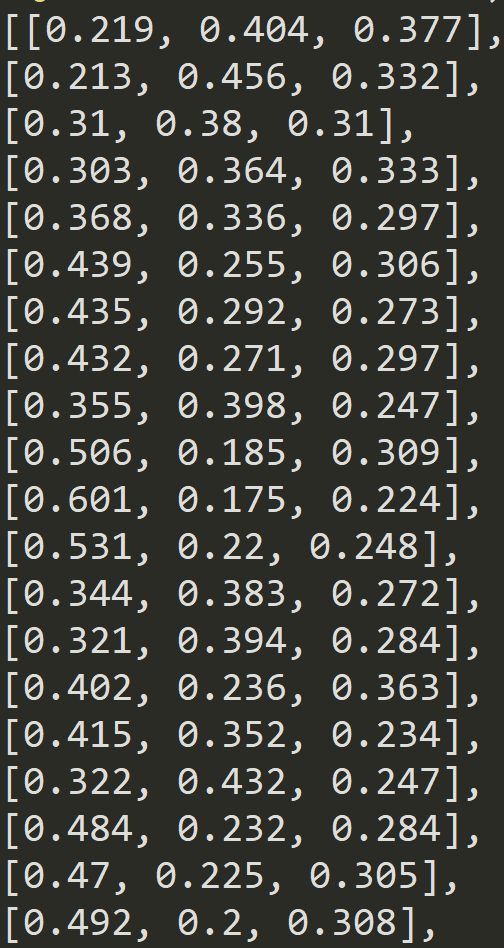 [[0.219, 0.404, 0.377],
[0.213, 0.456, 0.332],
[0.31, 0.38, 0.31],
[0.303, 0.364, 0.333],
[0.368, 0.336, 0.297],
[0.439, 0.255, 0.306],
[0.435, 0.292, 0.273],
[0.432, 0.271, 0.297],
[0.355, 0.398, 0.247],
[0.506, 0.185, 0.309],
[0.601, 0.175, 0.224],
[0.531, 0.22, 0.248],
[0.344, 0.383, 0.272],
[0.321, 0.394, 0.284],
[0.402, 0.236, 0.363],
[0.415, 0.352, 0.234],
[0.322, 0.432, 0.247],
[0.484, 0.232, 0.284],
[0.47, 0.225, 0.305],
[0.492, 0.2, 0.308],